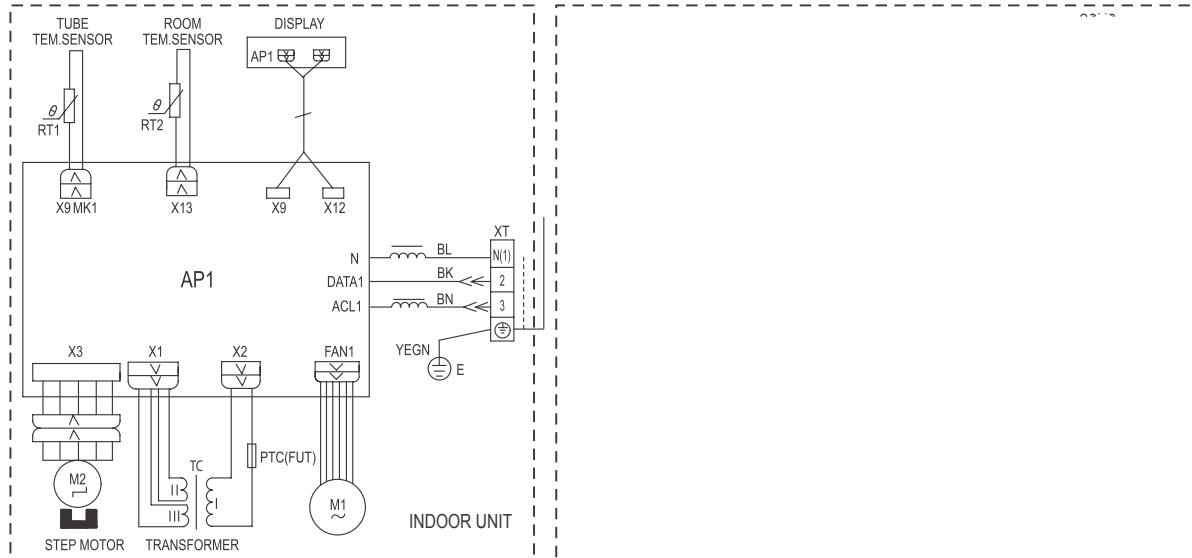 TUBE
TEM.SENSOR
ROOM
TEM.SENSOR
DISPLAY
AP1
θ
RT1
θ
RT2
X9 MK1
X13
X9
X12
XT
N
BL
N(1)
AP1
DATA1
BK
2
ACL1
BN
3
YEGN
E
X3
X1
X2
FAN1
TC
PTC(FUT)
II
I
III
M2
M1
~
INDOOR UNIT
STEP MOTOR
TRANSFORMER